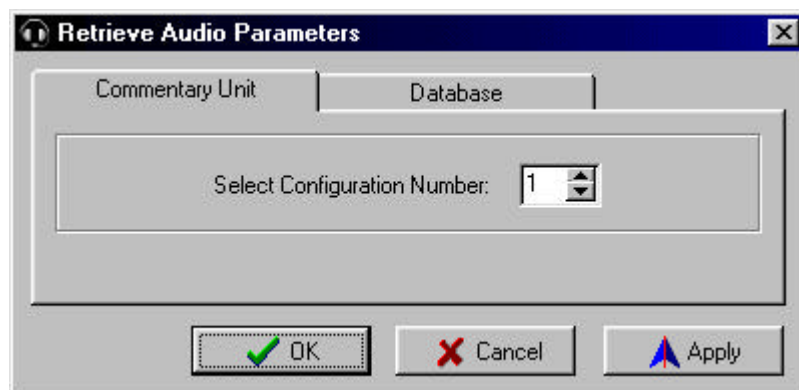 Retrieve Audio Parameters
Commentary Unit
Database
Select Configuration Number: 1
OK
Cancel
Apply